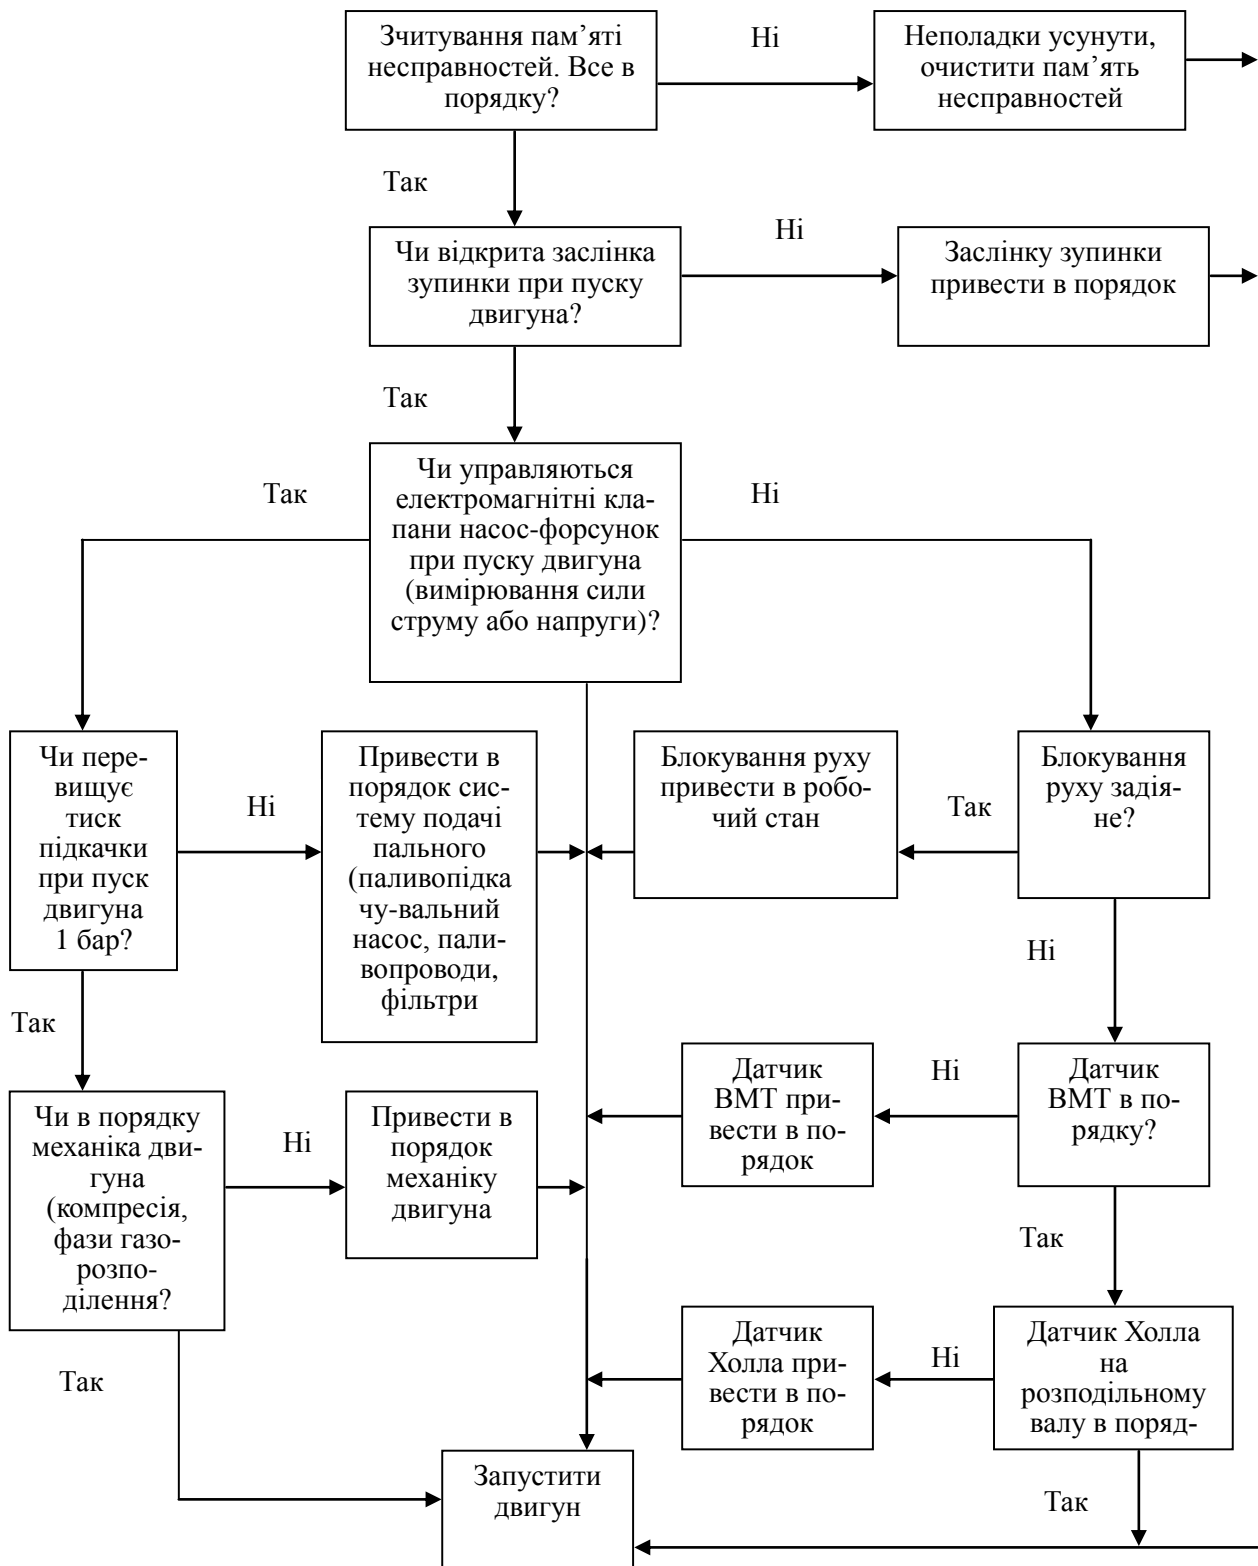 Зчитування пам’яті
несправностей. Все в
порядку?
Ні
Неполадки усунути,
очистити пам’ять
несправностей
Так
Чи відкрита заслінка
зупинки при пуску
двигуна?
Ні
Заслінку зупинки
привести в порядок
Так
Чи управляються
електромагнітні кла-
пани насос-форсунок
при пуску двигуна
(вимірювання сили
струму або напруги)?
Так
Ні
Чи пере-
вищує
тиск
підкачки
при пуск
двигуна
1 бар?
Ні
Привести в
порядок сис-
тему подачі
пального
(паливопідка
чу-вальний
насос, пали-
вопроводи,
фільтри
Блокування руху
привести в робо-
чий стан
Так
Блокування
руху задія-
не?
Ні
Так
Чи в порядку
механіка дви-
гуна
(компресія,
фази газо-
розпо-
ділення?
Ні
Привести в
порядок
механіку
двигуна
Датчик
ВМТ при-
вести в по-
рядок
Ні
Датчик
ВМТ в по-
рядку?
Так
Так
Датчик
Холла при-
вести в по-
рядок
Ні
Датчик Холла
на
розподільному
валу в поряд-
Так
Запустити
двигун